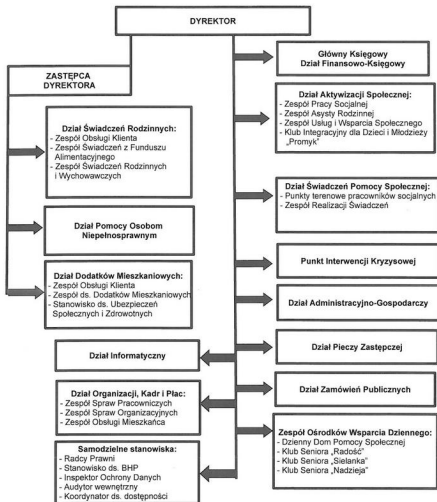 DYREKTOR
ZASTĘPCA
DYREKTORA
Dział Świadczeń Rodzinnych:
- Zespół Obsługi Klienta
- Zespół Świadczeń z Funduszu
Alimentacyjnego
- Zespół Świadczeń Rodzinnych
i Wychowawczych
Dział Pomocy Osobom
Niepełnosprawnym
Dział Dodatków Mieszkaniowych:
- Zespół Obsługi Klienta
- Zespół ds. Dodatków Mieszkaniowych
- Stanowisko ds. Ubezpieczeń
Społecznych i Zdrowotnych
Dział Informatyczny
Dział Organizacji, Kadr i Płac:
- Zespół Spraw Pracowniczych
- Zespół Spraw Organizacyjnych
- Zespół Obsługi Mieszkańca
Samodzielne stanowiska:
- Radcy Prawni
- Stanowisko ds. BHP
- Inspektor Ochrony Danych
- Audytor wewnętrzny
- Koordynator ds. dostępności
Główny Księgowy
Dział Finansowo-Księgowy
Dział Aktywizacji Społecznej:
- Zespół Pracy Socjalnej
- Zespół Asysty Rodzinnej
- Zespół Usług i Wsparcia Społecznego
- Klub Integracyjny dla Dzieci i Młodzieży
„Promyk"
Dział Świadczeń Pomocy Społecznej:
- Punkty terenowe pracowników socjalnych
- Zespół Realizacji Świadczeń
Punkt Interwencji Kryzysowej
Dział Administracyjno-Gospodarczy
Dział Pieczy Zastępczej
Dział Zamówień Publicznych
Zespół Ośrodków Wsparcia Dziennego:
- Dzienny Dom Pomocy Społecznej
- Klub Seniora „Radość"
- Klub Seniora „Sielanka"
- Klub Seniora „Nadzieja"